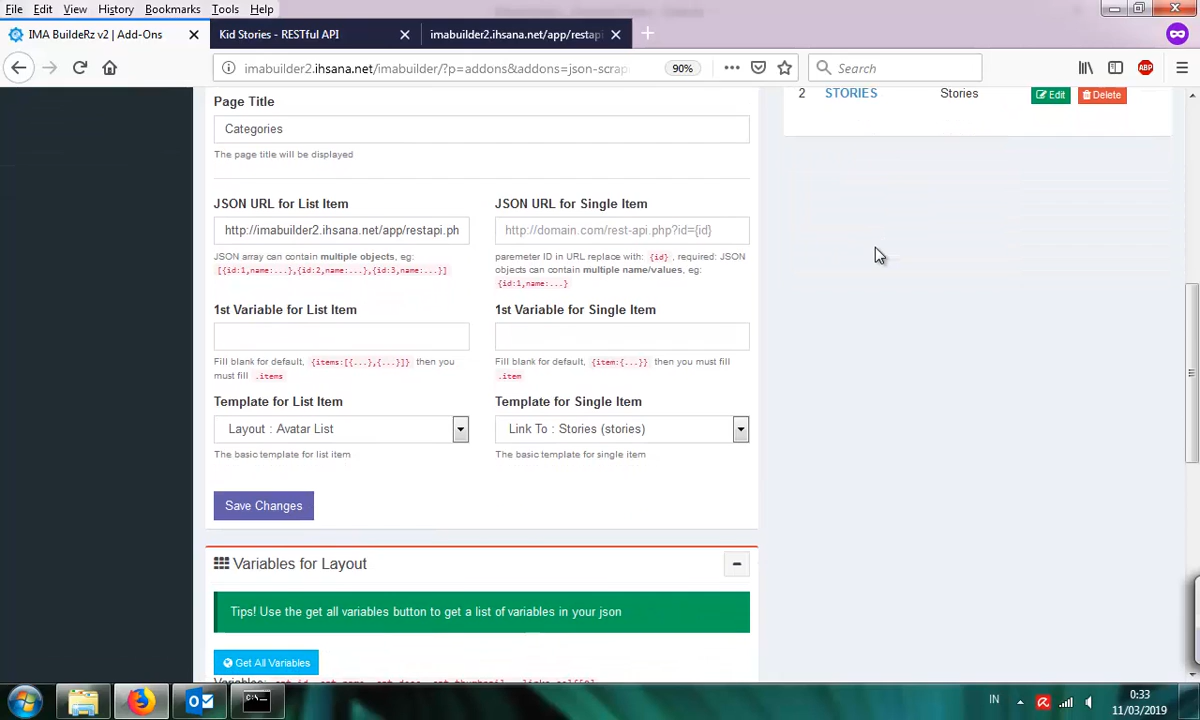 File Edit View History Bookmarks Tools Help
IMA BuildeRz v2 | Add-Ons
Kid Stories - RESTful API
imabuilder2.ihsana.net/app/restapi
imabuilder2.ihsana.net/imabuilder/?p=addons&addons=json-scrap
90%
Search
ABP
Page Title
Categories
The page title will be displayed
2 STORIES Stories Edit Delete
JSON URL for List Item
http://imabuilder2.ihsana.net/app/restapi.ph
JSON array can contain multiple objects, eg:
[{id:1,name:...},{id:2,name:...},{id:3,name:...}]
JSON URL for Single Item
http://domain.com/rest-api.php?id={id}
paremeter ID in URL replace with: {id} , required: JSON
objects can contain multiple name/values, eg:
{id:1,name:...}
1st Variable for List Item
Fill blank for default, {items:[{...},{...}]} then you
must fill .items
1st Variable for Single Item
Fill blank for default, {item:{...}} then you must fill
.item
Template for List Item
Layout : Avatar List
The basic template for list item
Template for Single Item
Link To : Stories (stories)
The basic template for single item
Save Changes
Variables for Layout
Tips! Use the get all variables button to get a list of variables in your json
Get All Variables
IN
0:33
11/03/2019